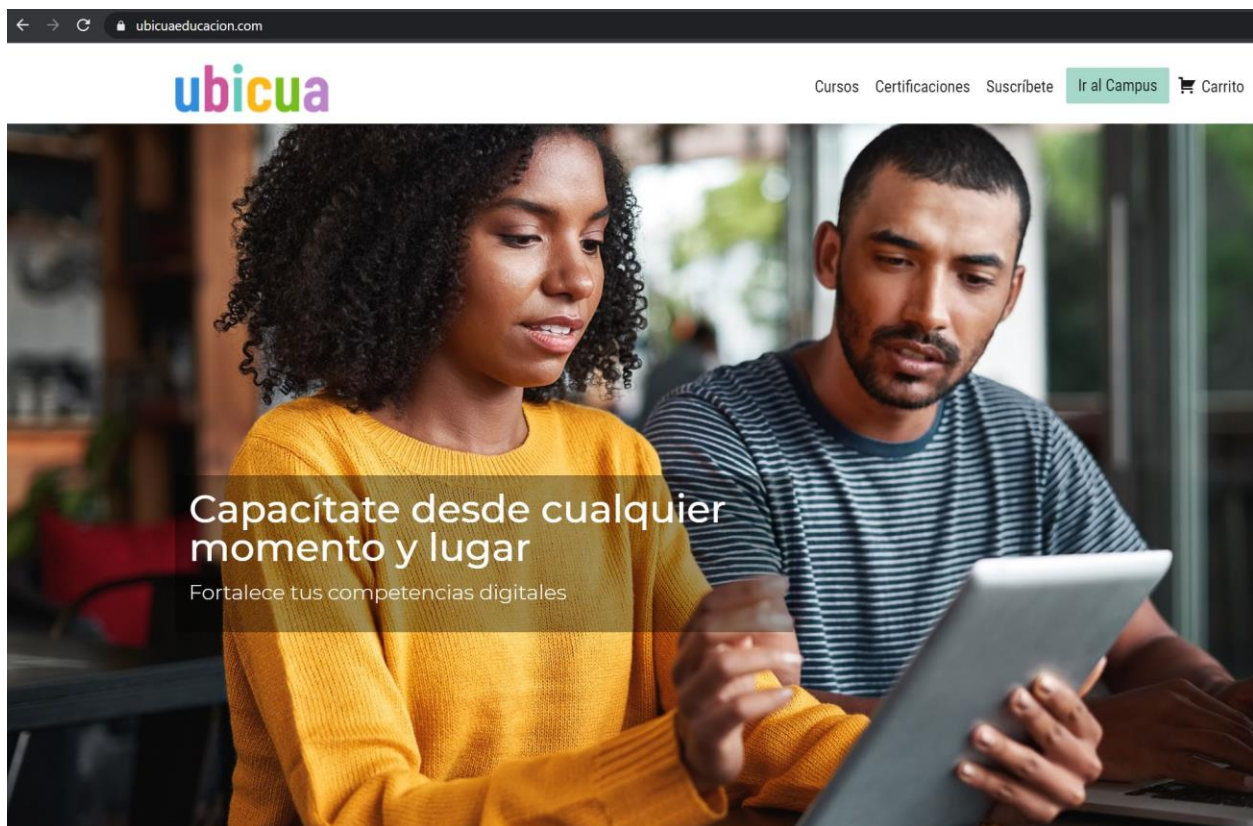 ubicuaeducacion.com
ubicua
Cursos Certificaciones Suscríbete Ir al Campus Carrito
Capacítate desde cualquier
momento y lugar
Fortalece tus competencias digitales